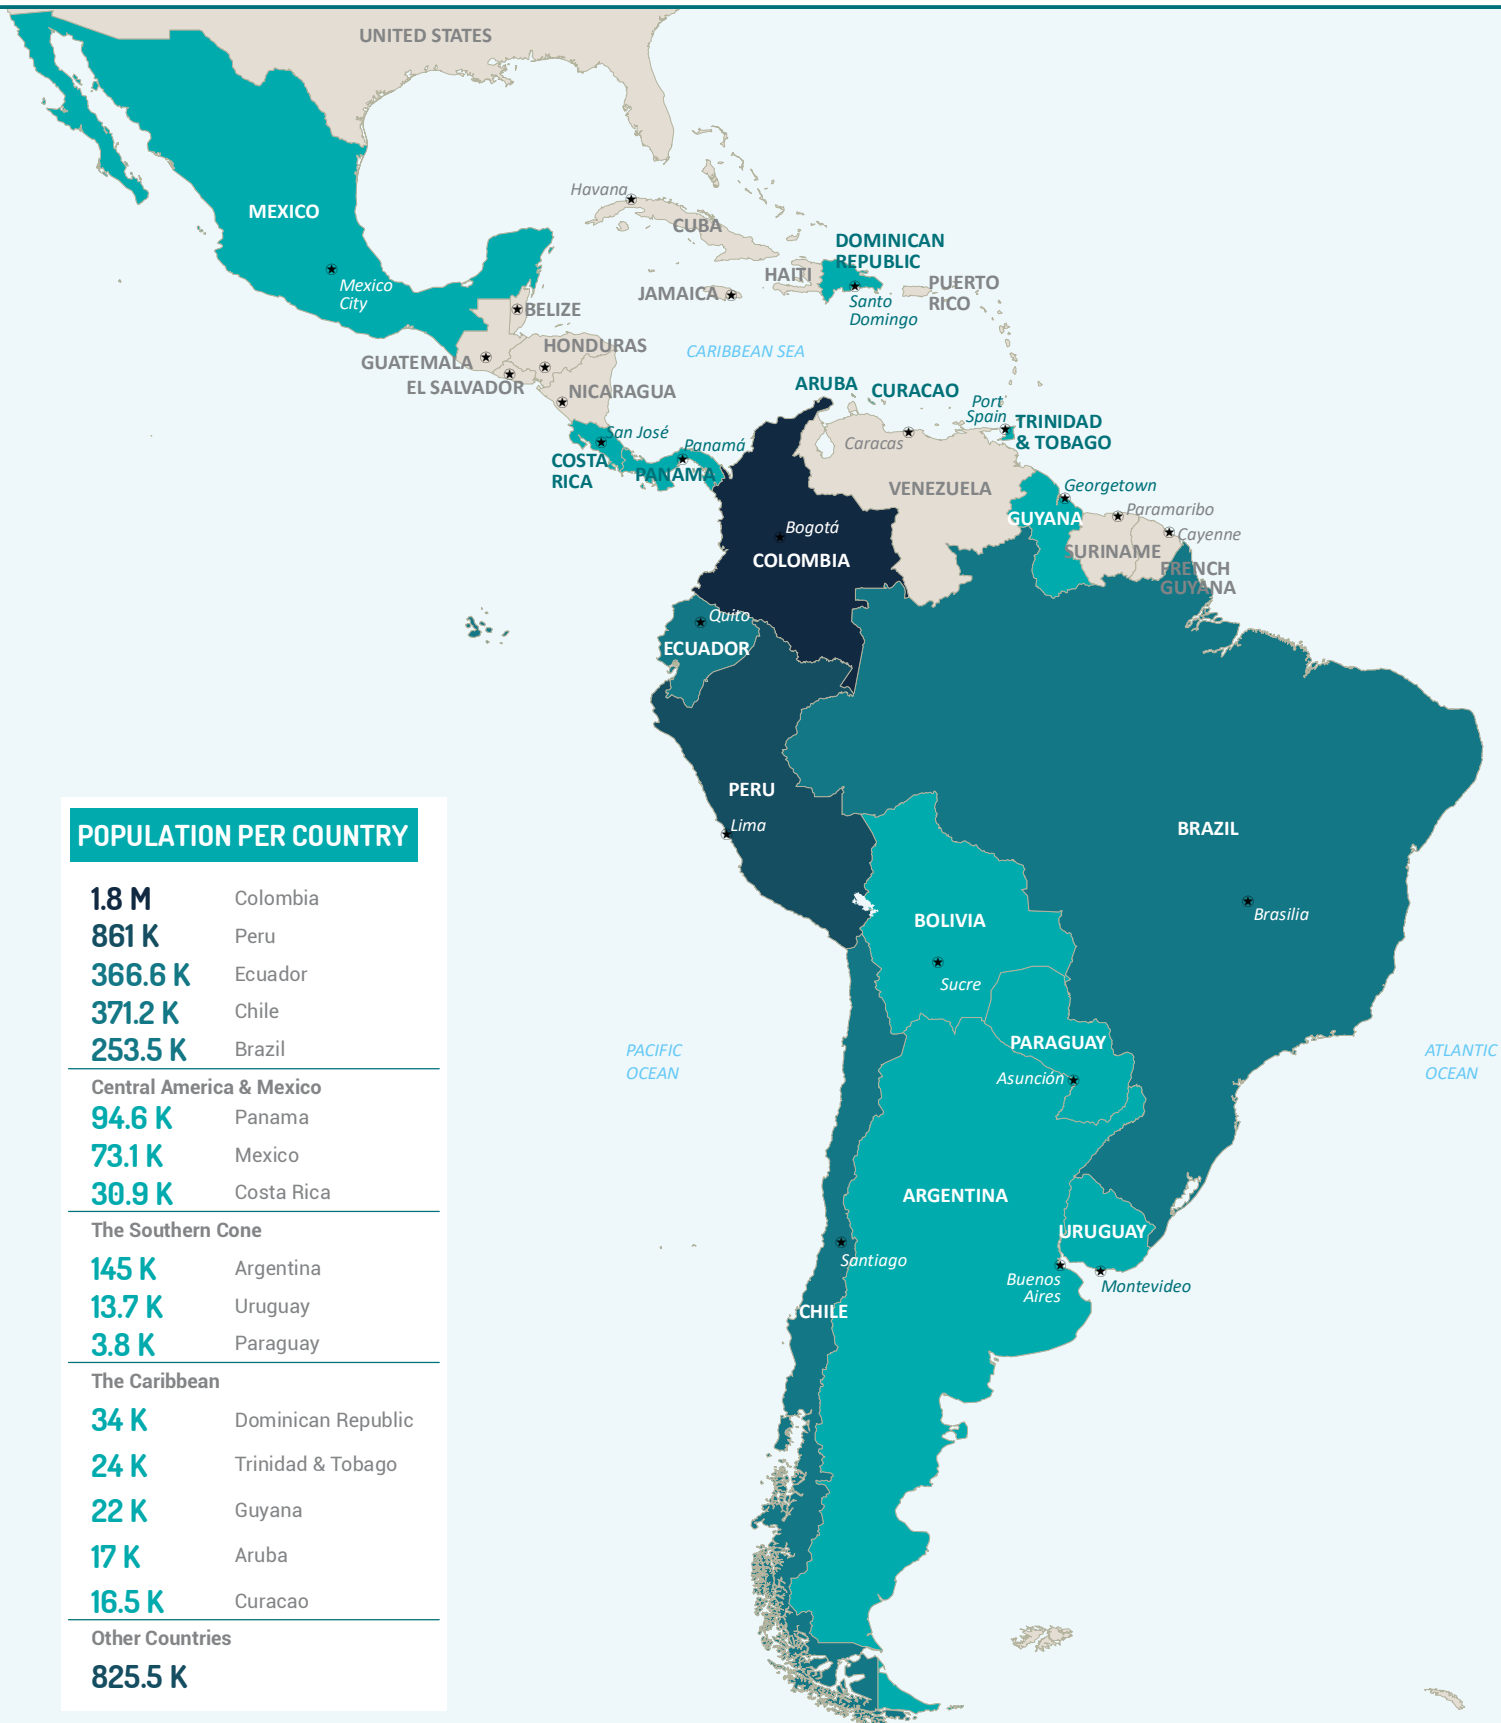 UNITED STATES
MEXICO
Mexico
City
Havana
CUBA
DOMINICAN
REPUBLIC
HAITI
JAMAICA
PUERTO
RICO
Santo
Domingo
BELIZE
HONDURAS
GUATEMALA
EL SALVADOR
NICARAGUA
CARIBBEAN SEA
ARUBA
CURACAO
Port
Spain
TRINIDAD
& TOBAGO
San José
Panamá
Caracas
COSTA
RICA
PANAMA
VENEZUELA
Georgetown
GUYANA
Paramaribo
Cayenne
SURINAME
FRENCH
GUYANA
Bogotá
COLOMBIA
Quito
ECUADOR
PERU
Lima
BRAZIL
Brasilia
BOLIVIA
Sucre
PACIFIC
OCEAN
PARAGUAY
Asunción
ATLANTIC
OCEAN
ARGENTINA
URUGUAY
Santiago
Buenos
Aires
Montevideo
CHILE
POPULATION PER COUNTRY
1.8 M Colombia
861 K Peru
366.6 K Ecuador
371.2 K Chile
253.5 K Brazil
Central America & Mexico
94.6 K Panama
73.1 K Mexico
30.9 K Costa Rica
The Southern Cone
145 K Argentina
13.7 K Uruguay
3.8 K Paraguay
The Caribbean
34 K Dominican Republic
24 K Trinidad & Tobago
22 K Guyana
17 K Aruba
16.5 K Curacao
Other Countries
825.5 K